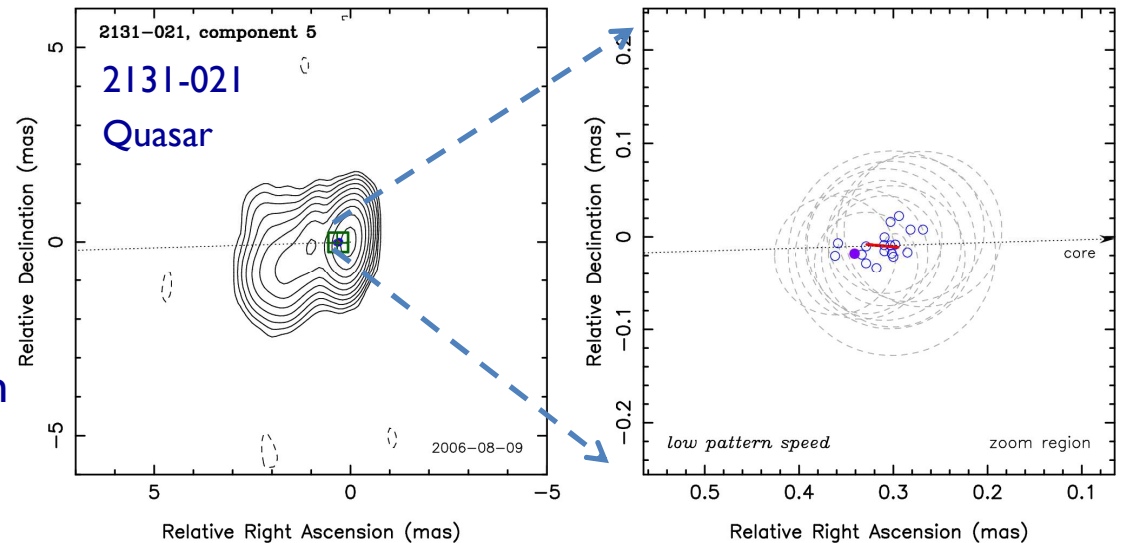 2131−021, component 5
2131-021
Quasar
Relative Declination (mas)
5
0
−5
n
2006−08−09
5 0 −5
Relative Right Ascension (mas)
Relative Declination (mas)
0.2
0.1
0
−0.1
−0.2
core
low pattern speed
zoom region
0.5 0.4 0.3 0.2 0.1
Relative Right Ascension (mas)